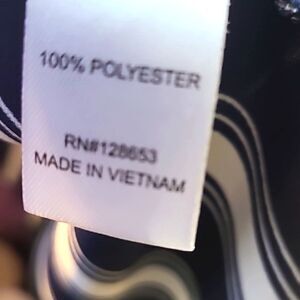 100% POLYESTER
RN#128653
MADE IN VIETNAM